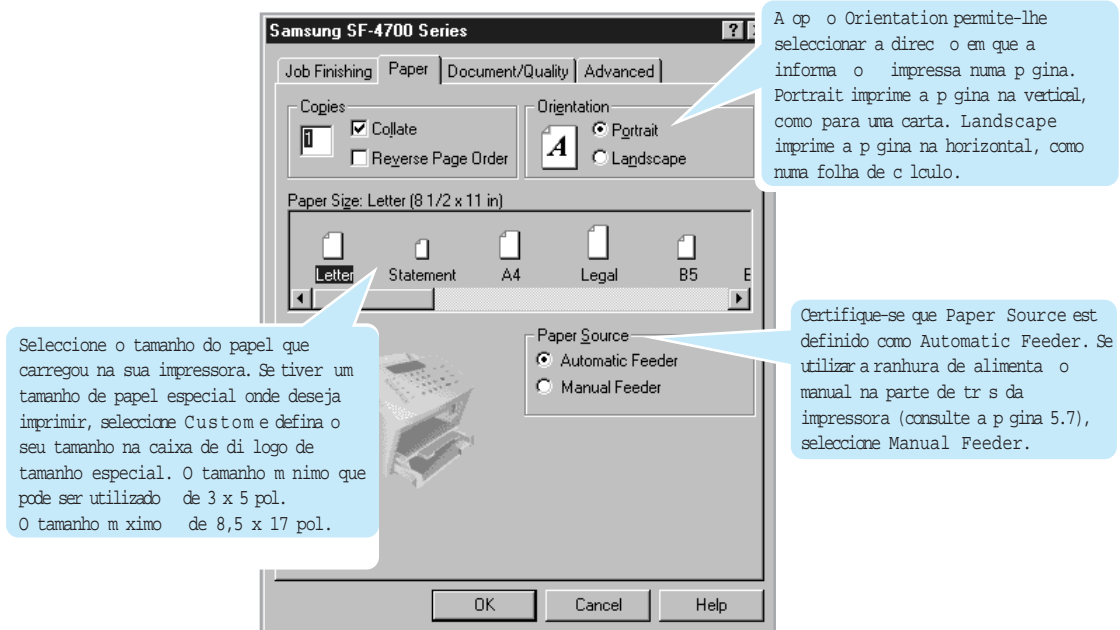 Samsung SF-4700 Series
Job Finishing Paper Document/Quality Advanced
Copies
1
Collate
Reverse Page Order
Orientation
A
Portrait
Landscape
Paper Size: Letter (8 1/2 x 11 in)
Letter Statement A4 Legal B5 E
Paper Source
Automatic Feeder
Manual Feeder
OK Cancel Help
A op o Orientation permite-lhe
seleccionar a direc o em que a
informa o impressa numa p gina.
Portrait imprime a p gina na vertical,
como para uma carta. Landscape
imprime a p gina na horizontal, como
numa folha de c lculo.
Seleccione o tamanho do papel que
carregou na sua impressora. Se tiver um
tamanho de papel especial onde deseja
imprimir, seleccione Custom e defina o
seu tamanho na caixa de di logo de
tamanho especial. O tamanho m nimo que
pode ser utilizado de 3 x 5 pol.
O tamanho m ximo de 8,5 x 17 pol.
Certifique-se que Paper Source est
definido como Automatic Feeder. Se
utilizar a ranhura de alimenta o
manual na parte de tr s da
impressora (consulte a p gina 5.7),
seleccione Manual Feeder.